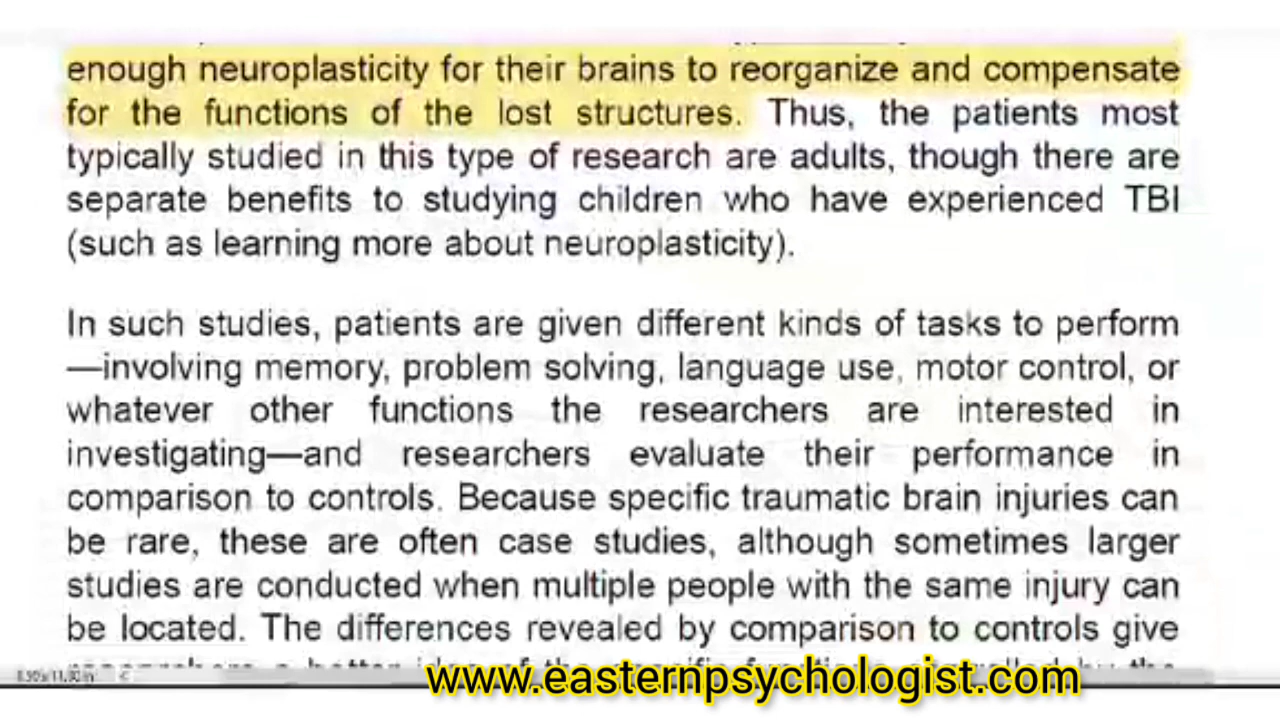 enough neuroplasticity for their brains to reorganize and compensate
for the functions of the lost structures. Thus, the patients most
typically studied in this type of research are adults, though there are
separate benefits to studying children who have experienced TBI
(such as learning more about neuroplasticity).
In such studies, patients are given different kinds of tasks to perform
—involving memory, problem solving, language use, motor control, or
whatever other functions the researchers are interested in
investigating—and researchers evaluate their performance in
comparison to controls. Because specific traumatic brain injuries can
be rare, these are often case studies, although sometimes larger
studies are conducted when multiple people with the same injury can
be located. The differences revealed by comparison to controls give
www.easternpsychologist.com